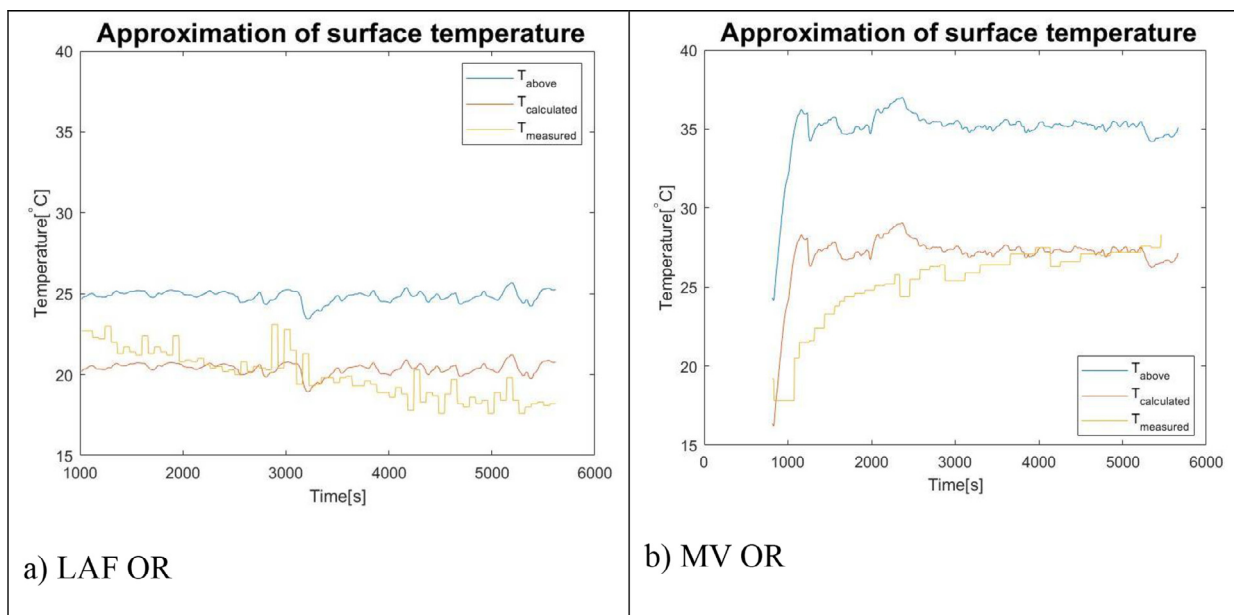 Approximation of surface temperature
40
35
30
25
20
15
Temperature[°C]
T_above
T_calculated
T_measured
1000
2000
3000
4000
5000
6000
Time[s]
a) LAF OR
Approximation of surface temperature
40
35
30
25
20
15
Temperature[°C]
T_above
T_calculated
T_measured
0
1000
2000
3000
4000
5000
6000
Time[s]
b) MV OR